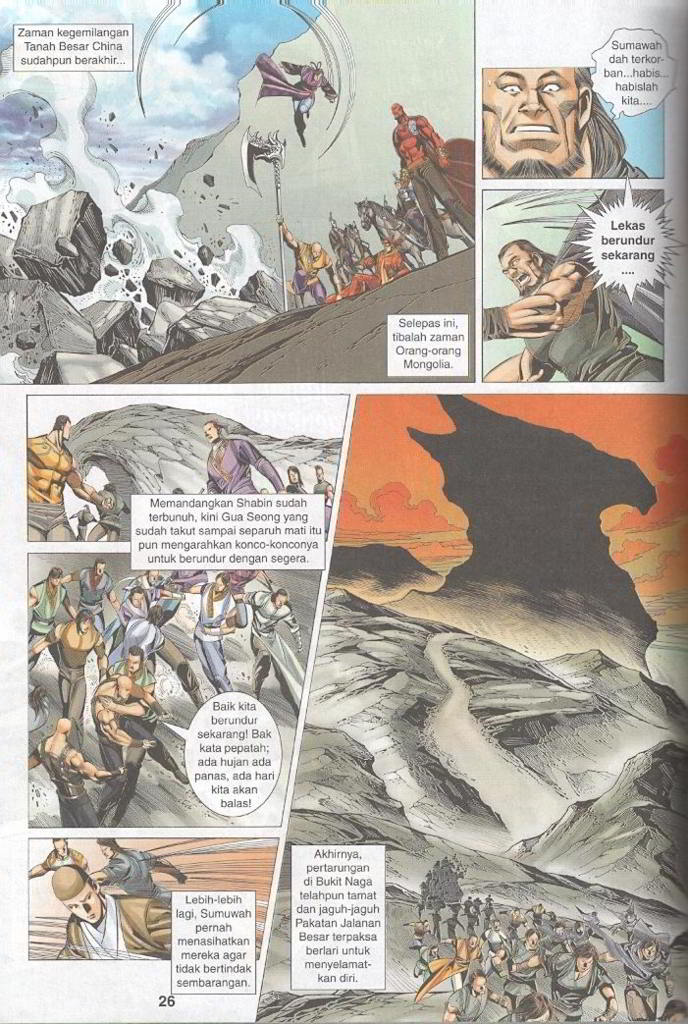 Zaman kegemilangan
Tanah Besar China
sudahpun berakhir...
Selepas ini,
tibalah zaman
Orang-orang
Mongolia.
Sumawah
dah terkor-
ban...habis...
habislah
kita....
Lekas
berundur
sekarang
....
Memandangkan Shabin sudah
terbunuh, kini Gua Seong yang
sudah takut sampai separuh mati itu
pun mengarahkan konco-konconya
untuk berundur dengan segera.
Baik kita
berundur
sekarang! Bak
kata pepatah;
ada hujan ada
panas, ada hari
kita akan
balas!
Lebih-lebih
lagi, Sumuwah
pernah
menasihatkan
mereka agar
tidak bertindak
sembarangan.
Akhirnya,
pertarungan
di Bukit Naga
telahpun tamat
dan jaguh-jaguh
Pakatan Jalanan
Besar terpaksa
berlari untuk
menyelamat-
kan diri.
26